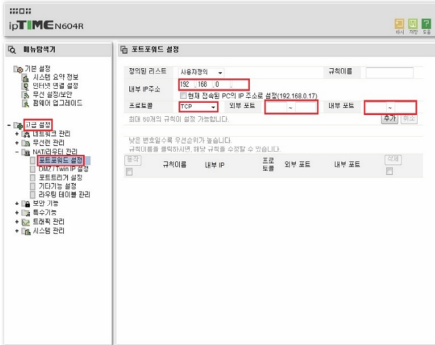 ipTIME N604R
메뉴탐색기
기본 설정
시스템 요약 정보
인터넷 연결 설정
무선 설정/보안
펌웨어 업그레이드
고급 설정
네트워크 관리
무선랜 관리
NAT/라우터 관리
포트포워드 설정
DMZ / Twin IP 설정
포트트리거 설정
기타기능 설정
라우팅 테이블 관리
보안 기능
특수기능
트래픽 관리
시스템 관리
포트포워드 설정
정의된 리스트 사용자정의 규칙이름
내부 IP주소 192 . 168 . 0 .
현재 접속된 PC의 IP 주소로 설정(192.168.0.17)
프로토콜 TCP 외부 포트 ~ 내부 포트 ~
최대 60개의 규칙이 설정 가능합니다. 추가 취소
낮은 번호일수록 우선순위가 높습니다.
규칙이름을 클릭하시면, 해당 규칙을 수정할 수 있습니다.
동작 규칙이름 내부 IP 프로토콜 외부 포트 내부 포트 삭제